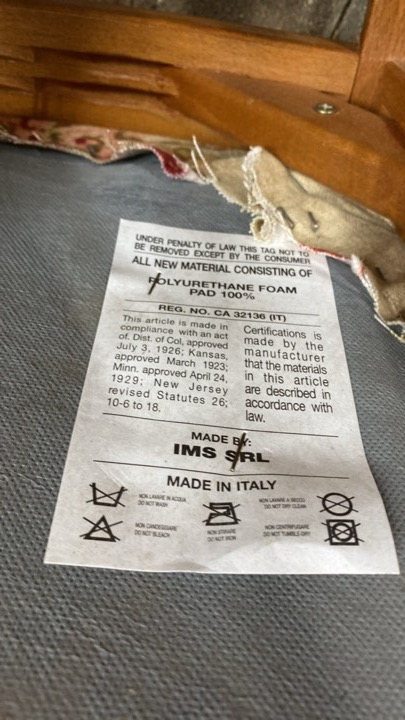 UNDER PENALTY OF LAW THIS TAG NOT TO
BE REMOVED EXCEPT BY THE CONSUMER
ALL NEW MATERIAL CONSISTING OF
POLYURETHANE FOAM
PAD 100%
REG. NO. CA 32136 (IT)
This article is made in
compliance with an act
of. Dist. of Col, approved
July 3, 1926; Kansas,
approved March 1923;
Minn. approved April 24,
1929; New Jersey
revised Statutes 26;
10-6 to 18.
Certifications is
made by the
manufacturer
that the materials
in this article
are described in
accordance with
law.
MADE BY:
IMS SRL
MADE IN ITALY
NON LAVARE IN ACQUA
DO NOT WASH
NON LAVARE A SECCO
DO NOT DRY CLEAN
NON CANDEGGIARE
DO NOT BLEACH
NON STIRARE
DO NOT IRON
NON CENTRIFUGARE
DO NOT TUMBLE DRY